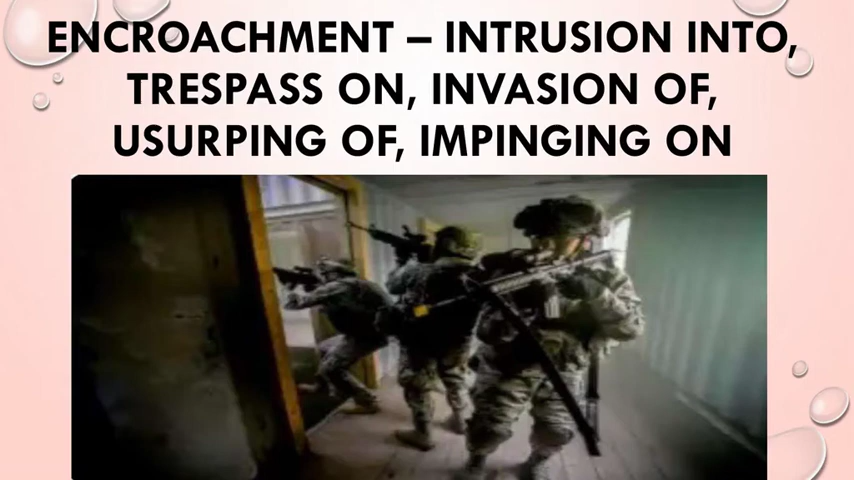 ENCROACHMENT – INTRUSION INTO,
TRESPASS ON, INVASION OF,
USURPING OF, IMPINGING ON